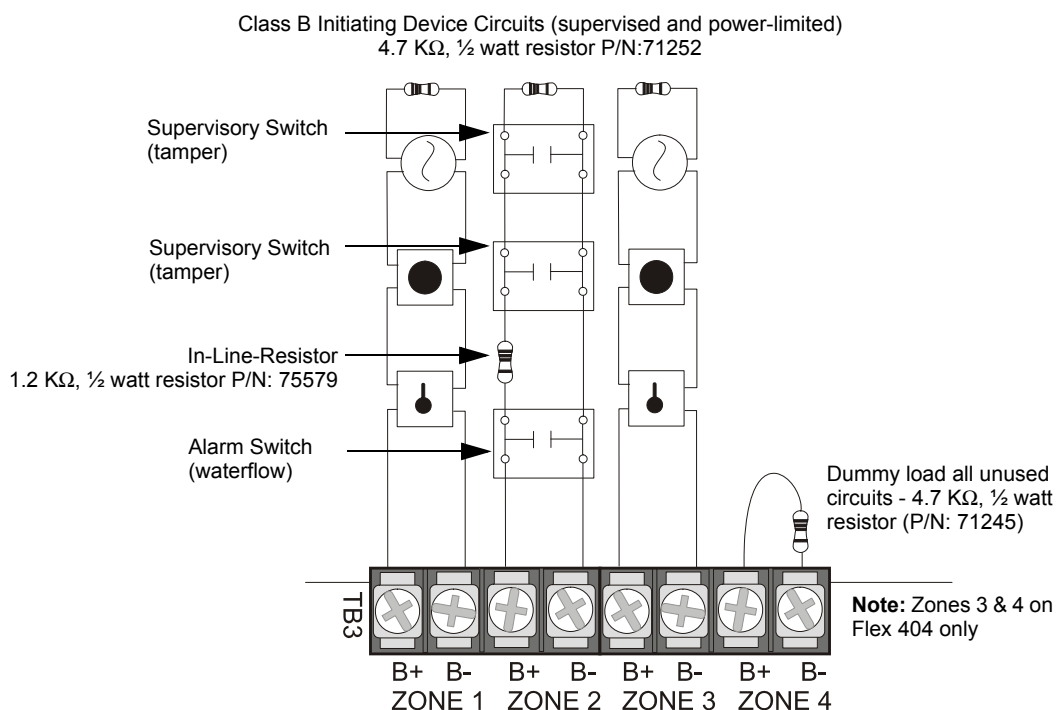 Class B Initiating Device Circuits (supervised and power-limited)
4.7 KΩ, ½ watt resistor P/N:71252
Supervisory Switch
(tamper)
Supervisory Switch
(tamper)
In-Line-Resistor
1.2 KΩ, ½ watt resistor P/N: 75579
Alarm Switch
(waterflow)
Dummy load all unused
circuits - 4.7 KΩ, ½ watt
resistor (P/N: 71245)
Note: Zones 3 & 4 on
Flex 404 only
TB3
B+ B- B+ B- B+ B- B+ B-
ZONE 1 ZONE 2 ZONE 3 ZONE 4